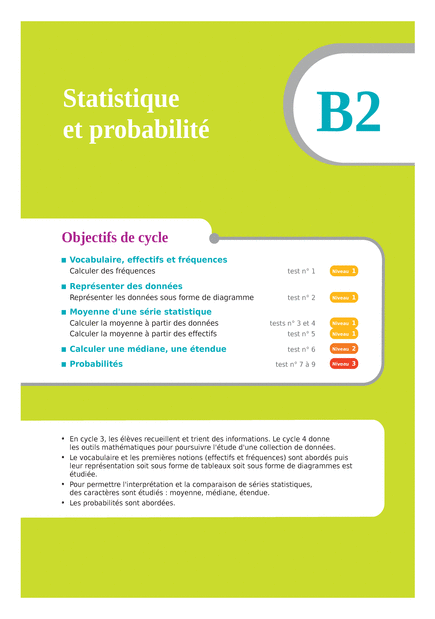 Statistique
et probabilité
B2
Objectifs de cycle
Vocabulaire, effectifs et fréquences
Calculer des fréquences test n° 1 Niveau 1
Représenter des données
Représenter les données sous forme de diagramme test n° 2 Niveau 1
Moyenne d'une série statistique
Calculer la moyenne à partir des données tests n° 3 et 4 Niveau 1
Calculer la moyenne à partir des effectifs test n° 5 Niveau 1
Calculer une médiane, une étendue test n° 6 Niveau 2
Probabilités test n° 7 à 9 Niveau 3
• En cycle 3, les élèves recueillent et trient des informations. Le cycle 4 donne
les outils mathématiques pour poursuivre l'étude d'une collection de données.
• Le vocabulaire et les premières notions (effectifs et fréquences) sont abordés puis
leur représentation soit sous forme de tableaux soit sous forme de diagrammes est
étudiée.
• Pour permettre l'interprétation et la comparaison de séries statistiques,
des caractères sont étudiés : moyenne, médiane, étendue.
• Les probabilités sont abordées.